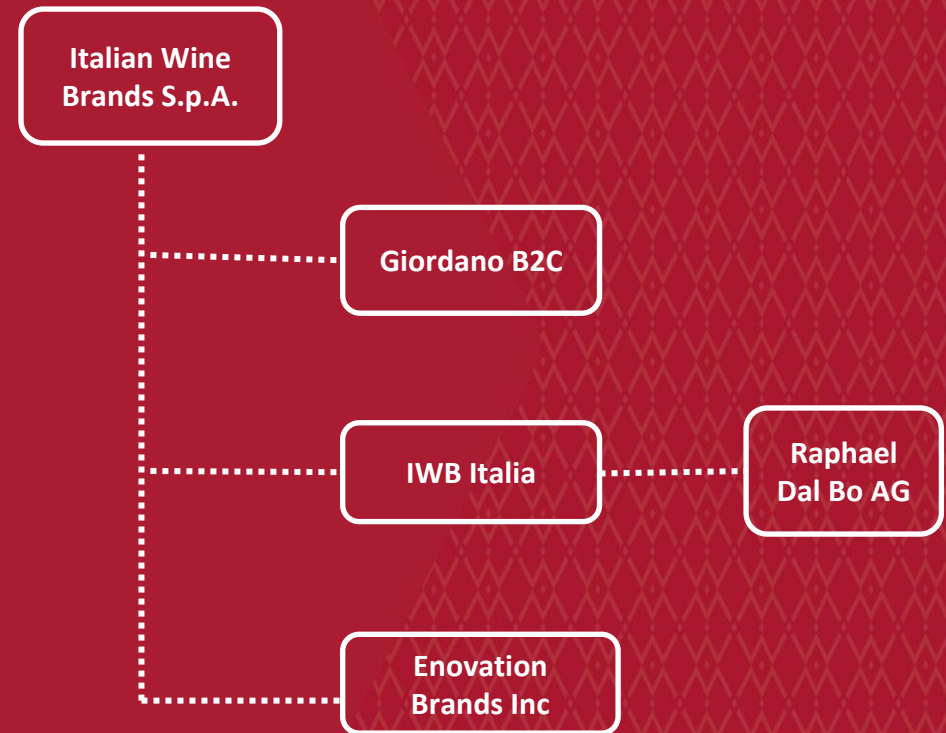 Italian Wine
Brands S.p.A.
Giordano B2C
IWB Italia
Raphael
Dal Bo AG
Enovation
Brands Inc